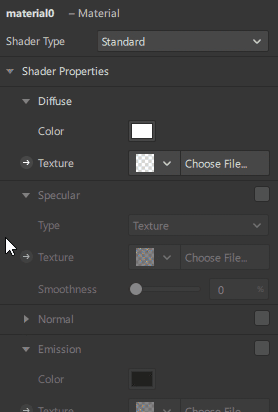 material0 – Material
Shader Type Standard
Shader Properties
Diffuse
Color
Texture Choose File...
Specular
Type Texture
Texture Choose File...
Smoothness 0 %
Normal
Emission
Color
Texture Choose File...